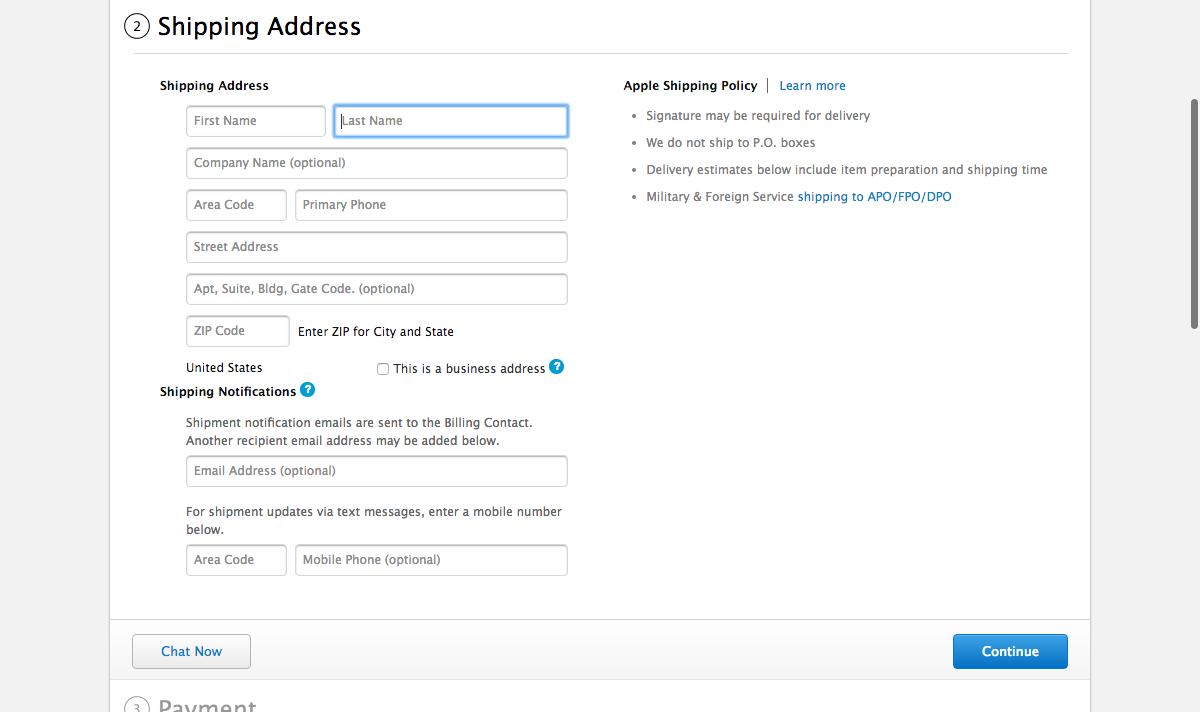 2 Shipping Address
Shipping Address
First Name Last Name
Company Name (optional)
Area Code Primary Phone
Street Address
Apt, Suite, Bldg, Gate Code. (optional)
ZIP Code Enter ZIP for City and State
United States This is a business address ?
Shipping Notifications ?
Shipment notification emails are sent to the Billing Contact.
Another recipient email address may be added below.
Email Address (optional)
For shipment updates via text messages, enter a mobile number
below.
Area Code Mobile Phone (optional)
Apple Shipping Policy | Learn more
• Signature may be required for delivery
• We do not ship to P.O. boxes
• Delivery estimates below include item preparation and shipping time
• Military & Foreign Service shipping to APO/FPO/DPO
Chat Now Continue
3 Payment